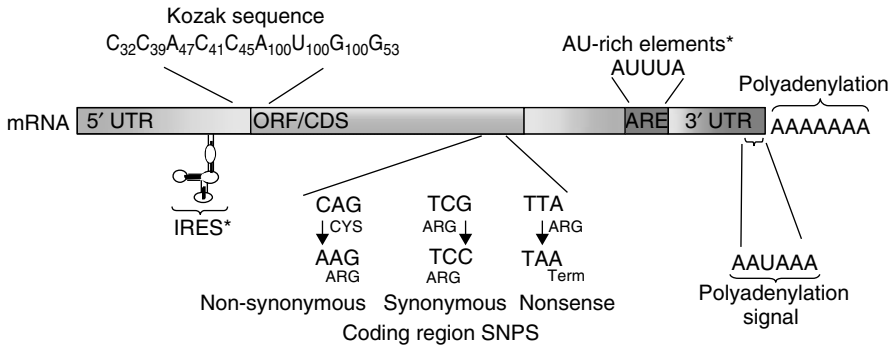 Kozak sequence
C32C39A47C41C45A100U100G100G53
AU-rich elements*
AUUUA
Polyadenylation
mRNA 5′ UTR ORF/CDS ARE 3′ UTR AAAAAAA
IRES*
CAG TCG TTA
CYS ARG ARG
AAG TCC TAA
ARG ARG Term
Non-synonymous Synonymous Nonsense
Coding region SNPS
AAUAAA
Polyadenylation
signal